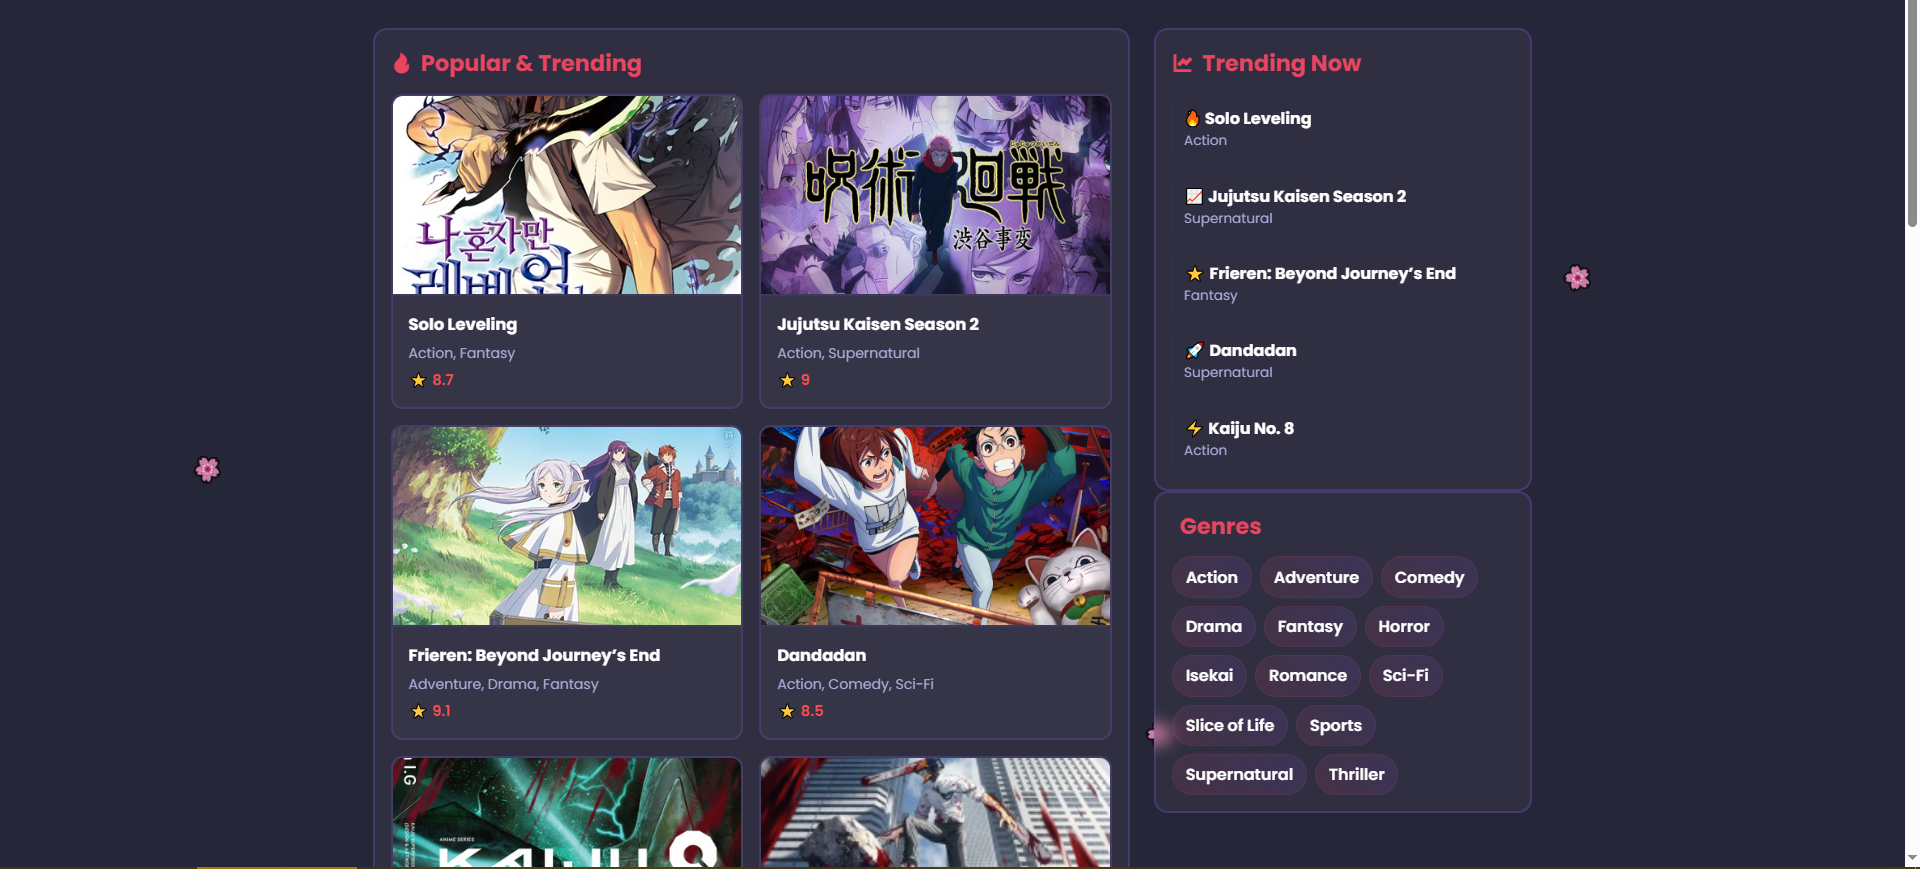 Popular & Trending
나 혼자만
레벨업
Solo Leveling
Action, Fantasy
8.7
呪術廻戦
渋谷事変
Jujutsu Kaisen Season 2
Action, Supernatural
9
Frieren: Beyond Journey’s End
Adventure, Drama, Fantasy
9.1
Dandadan
Action, Comedy, Sci-Fi
8.5
I.G
ANIME SERIES
KAIJU
Trending Now
Solo Leveling
Action
Jujutsu Kaisen Season 2
Supernatural
Frieren: Beyond Journey’s End
Fantasy
Dandadan
Supernatural
Kaiju No. 8
Action
Genres
Action
Adventure
Comedy
Drama
Fantasy
Horror
Isekai
Romance
Sci-Fi
Slice of Life
Sports
Supernatural
Thriller